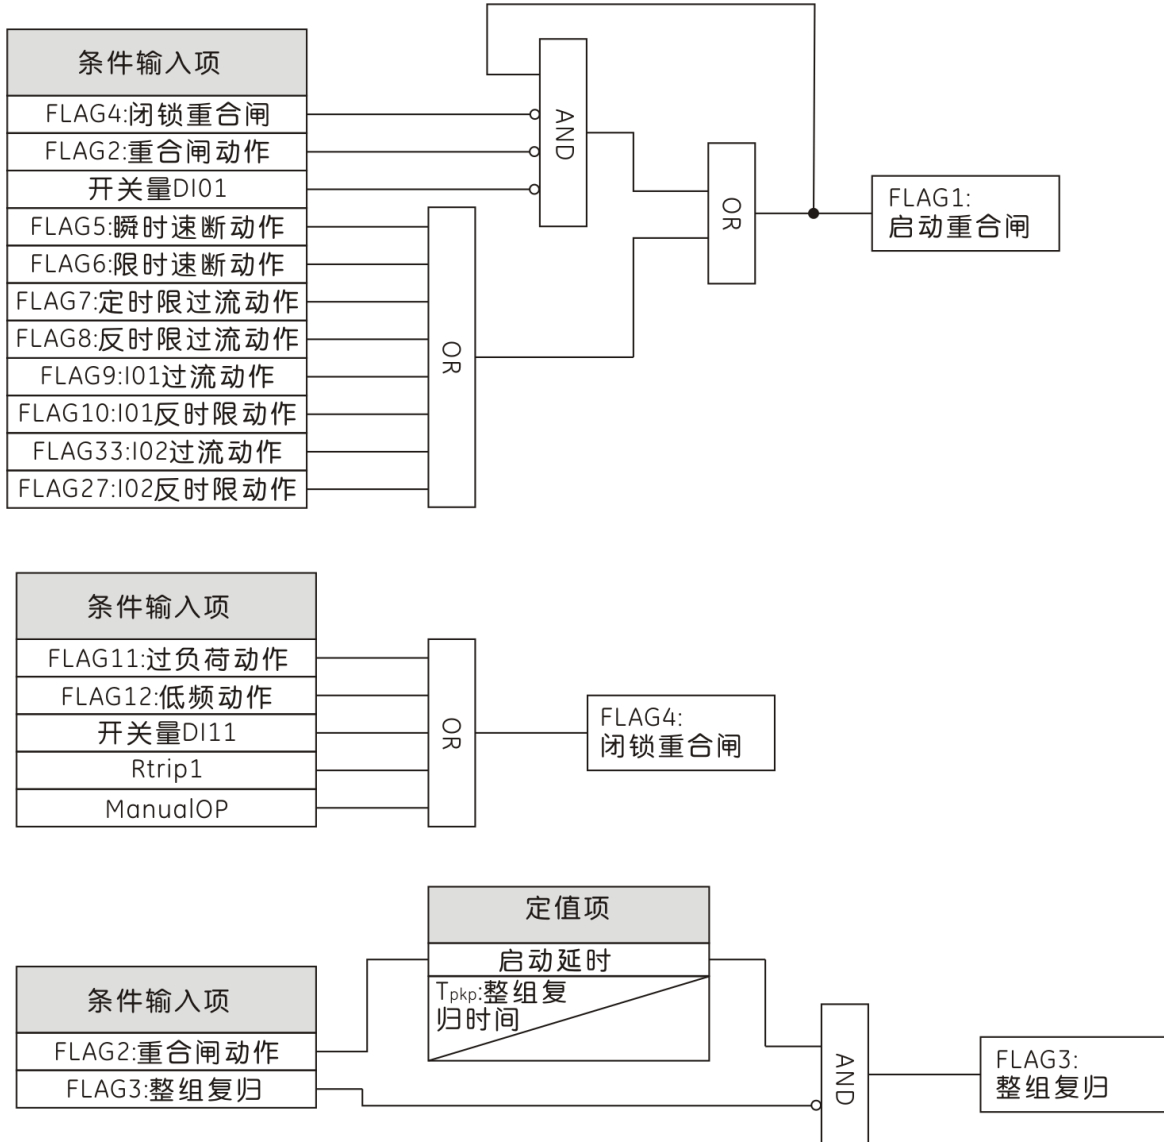 条件输入项
FLAG4:闭锁重合闸
FLAG2:重合闸动作
开关量DI01
FLAG5:瞬时速断动作
FLAG6:限时速断动作
FLAG7:定时限过流动作
FLAG8:反时限过流动作
FLAG9:I01过流动作
FLAG10:I01反时限动作
FLAG33:I02过流动作
FLAG27:I02反时限动作
AND
OR
OR
FLAG1:
启动重合闸
条件输入项
FLAG11:过负荷动作
FLAG12:低频动作
开关量DI11
Rtrip1
ManualOP
OR
FLAG4:
闭锁重合闸
定值项
启动延时
Tpkp:整组复
归时间
条件输入项
FLAG2:重合闸动作
FLAG3:整组复归
AND
FLAG3:
整组复归